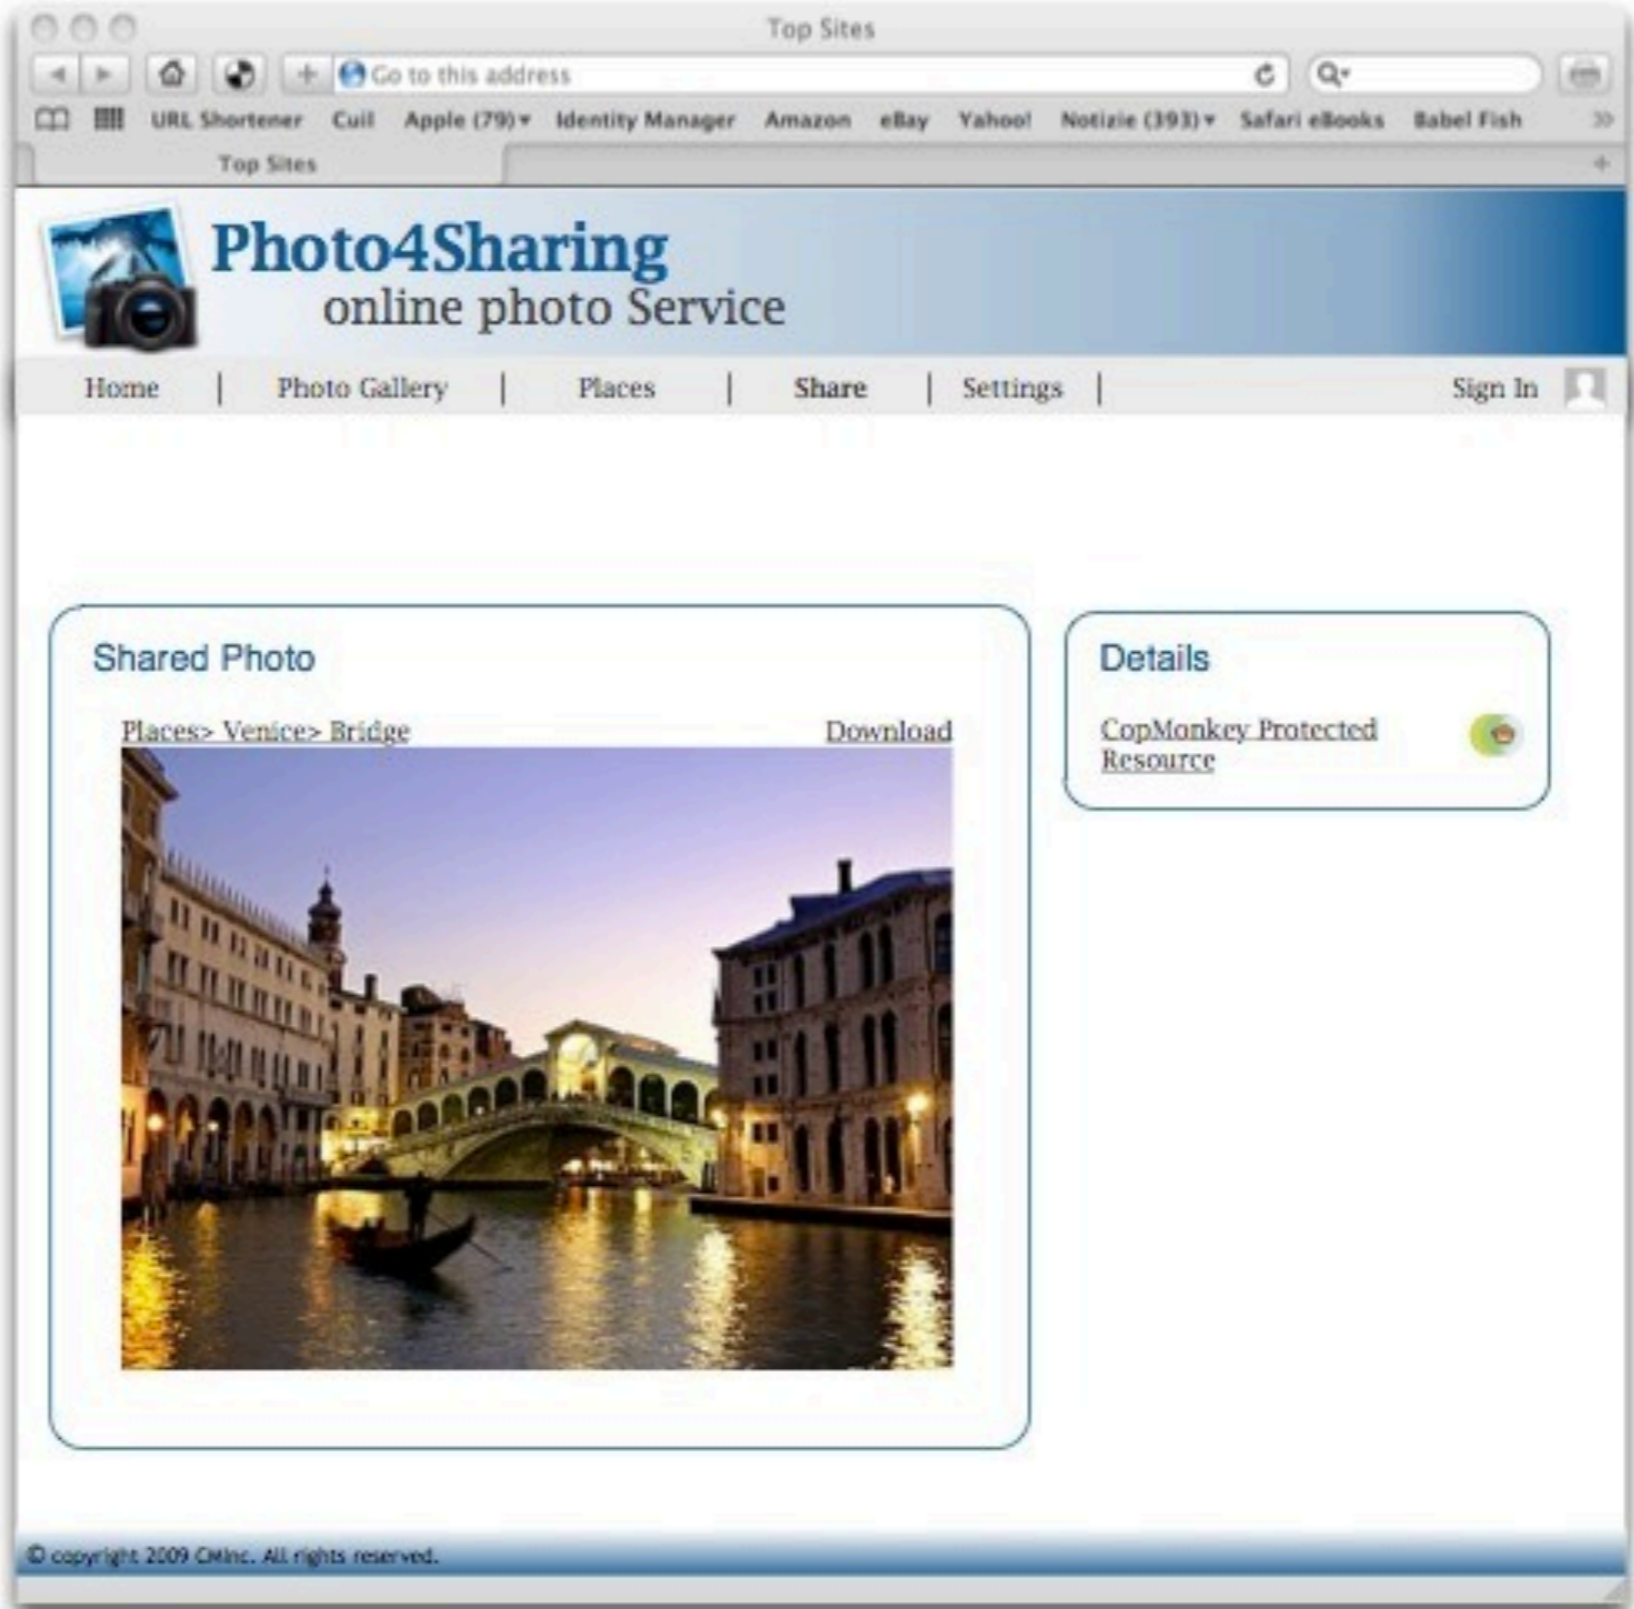 Top Sites
Go to this address
URL Shortener Cuil Apple (79) Identity Manager Amazon eBay Yahoo! Notizie (393) Safari eBooks Babel Fish
Top Sites
Photo4Sharing
online photo Service
Home | Photo Gallery | Places | Share | Settings | Sign In
Shared Photo
Places> Venice> Bridge Download
Details
CopMonkey Protected
Resource
© copyright 2009 CMInc. All rights reserved.